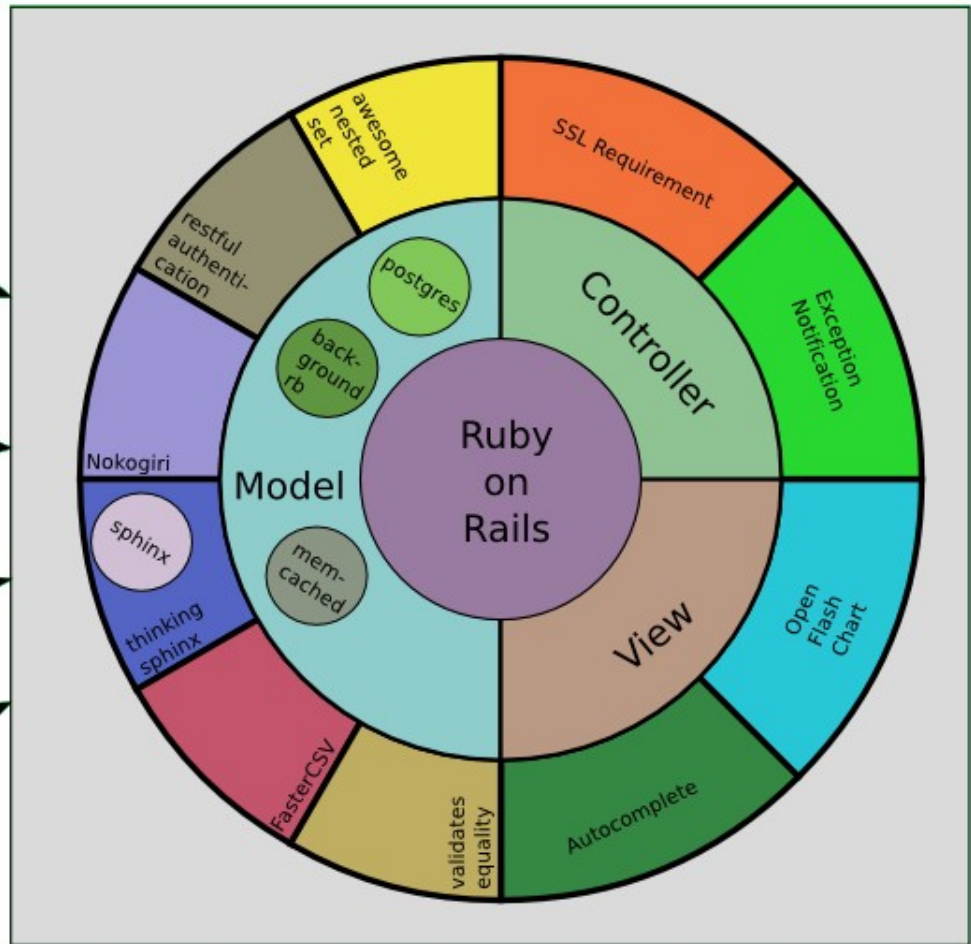 awesome
nested
set
SSL Requirement
restful
authenti-
cation
postgres
Controller
Exception
Notification
back-
ground
rb
Nokogiri
Model
Ruby
on
Rails
sphinx
mem-
cached
thinking
sphinx
View
Open
Flash
Chart
FasterCSV
validates
equality
Autocomplete